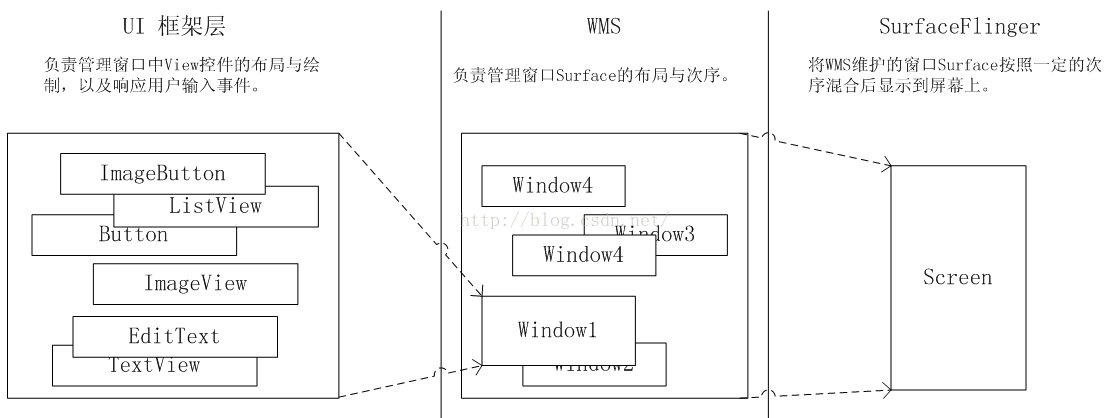 UI 框架层
负责管理窗口中View控件的布局与绘
制，以及响应用户输入事件。
ImageButton
ListView
Button
ImageView
EditText
TextView
WMS
负责管理窗口Surface的布局与次序。
Window4
http://blog.csdn.net/
Window3
Window4
Window1
Window2
SurfaceFlinger
将WMS维护的窗口Surface按照一定的次
序混合后显示到屏幕上。
Screen